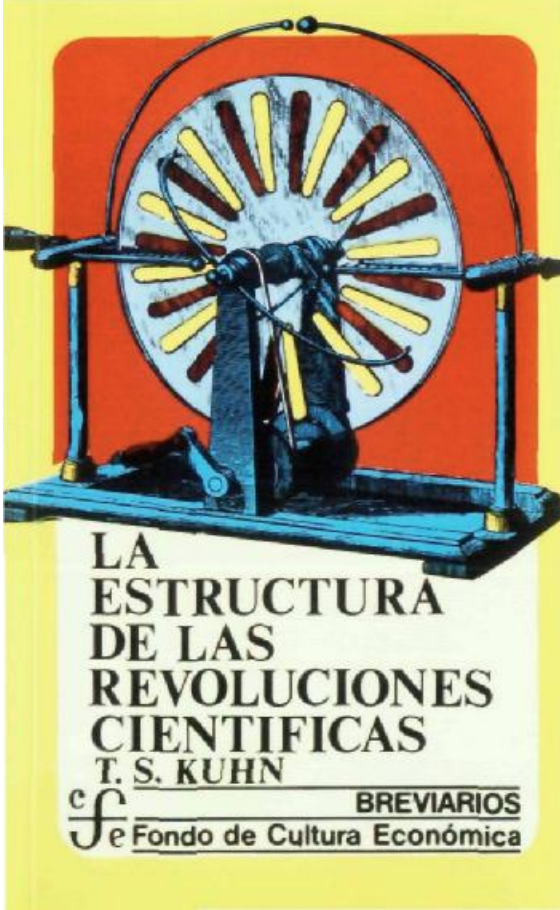 LA
ESTRUCTURA
DE LAS
REVOLUCIONES
CIENTIFICAS
T. S. KUHN
BREVIARIOS
cfe Fondo de Cultura Económica